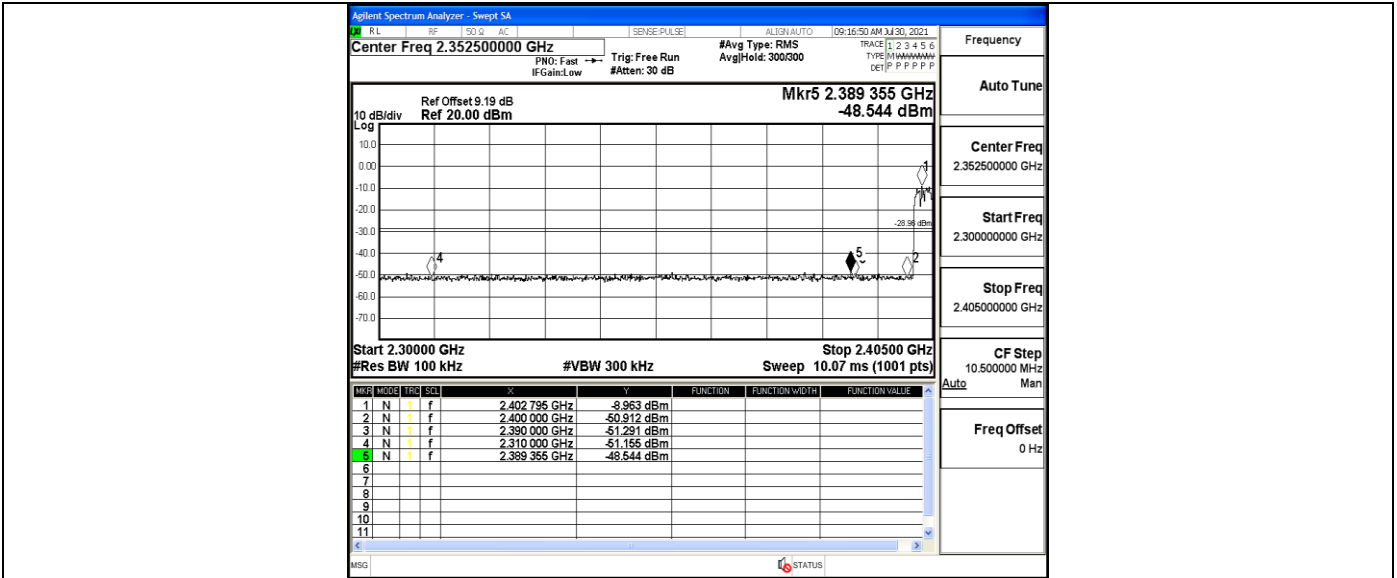 Agilent Spectrum Analyzer - Swept SA
LXI RL RF 50 Ω AC SENSE:PULSE ALIGNAUTO 09:16:50 AM Jul 30, 2021
Center Freq 2.352500000 GHz
PNO: Fast
IFGain:Low
Trig: Free Run
#Atten: 30 dB
#Avg Type: RMS
Avg|Hold: 300/300
TRACE 1 2 3 4 5 6
TYPE M WWWWW
DET P P P P P P
Mkr5 2.389 355 GHz
-48.544 dBm
Ref Offset 9.19 dB
10 dB/div Ref 20.00 dBm
Log
10.0
0.00
-10.0
-20.0
-30.0
-40.0
-50.0
-60.0
-70.0
1
-28.96 dBm
4
5
2
Start 2.30000 GHz Stop 2.40500 GHz
#Res BW 100 kHz #VBW 300 kHz Sweep 10.07 ms (1001 pts)
MKR MODE TRC SCL X Y FUNCTION FUNCTION WIDTH FUNCTION VALUE
1 N 1 f 2.402 795 GHz -8.963 dBm
2 N 1 f 2.400 000 GHz -50.912 dBm
3 N 1 f 2.390 000 GHz -51.291 dBm
4 N 1 f 2.310 000 GHz -51.155 dBm
5 N 1 f 2.389 355 GHz -48.544 dBm
6
7
8
9
10
11
MSG STATUS
Frequency
Auto Tune
Center Freq
2.352500000 GHz
Start Freq
2.300000000 GHz
Stop Freq
2.405000000 GHz
CF Step
10.500000 MHz
Auto Man
Freq Offset
0 Hz